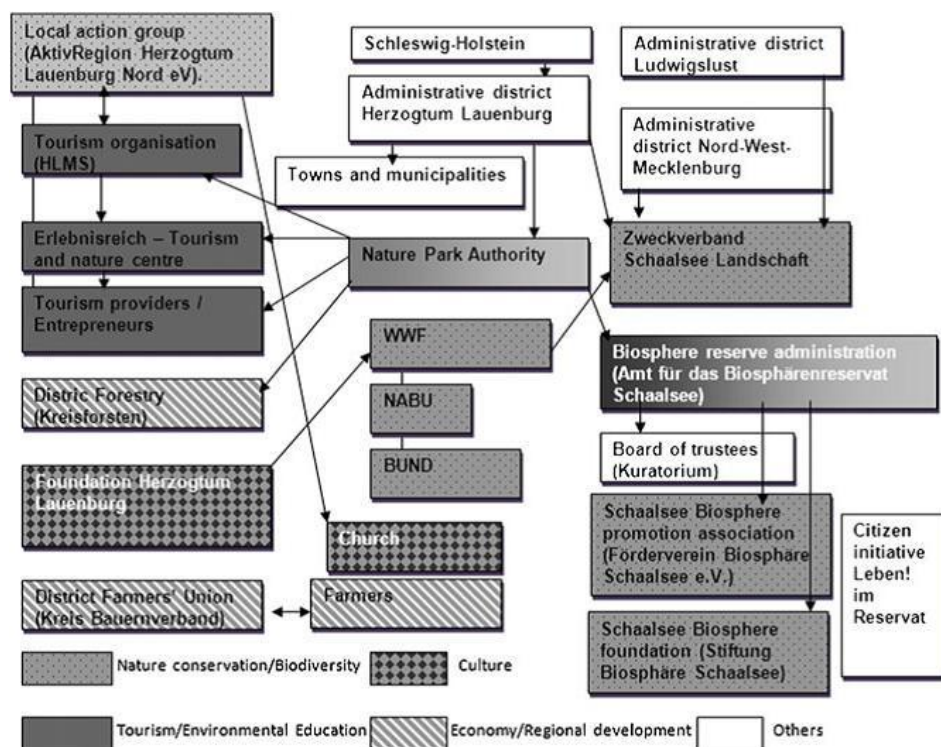 Local action group
(AktivRegion Herzogtum
Lauenburg Nord eV).
Schleswig-Holstein
Administrative district
Ludwigslust
Administrative district
Herzogtum Lauenburg
Tourism organisation
(HLMS)
Administrative
district Nord-West-
Mecklenburg
Towns and municipalities
Erlebnisreich – Tourism
and nature centre
Nature Park Authority
Zweckverband
Schaalsee Landschaft
Tourism providers /
Entrepreneurs
WWF
Biosphere reserve administration
(Amt für das Biosphärenreservat
Schaalsee)
Distric Forestry
(Kreisforsten)
NABU
Board of trustees
(Kuratorium)
BUND
Foundation Herzogtum
Lauenburg
Schaalsee Biosphere
promotion association
(Förderverein Biosphäre
Schaalsee e.V.)
Citizen
initiative
Leben!
im
Reservat
Church
District Farmers' Union
(Kreis Bauernverband)
Farmers
Schaalsee Biosphere
foundation (Stiftung
Biosphäre Schaalsee)
Nature conservation/Biodiversity
Culture
Tourism/Environmental Education
Economy/Regional development
Others